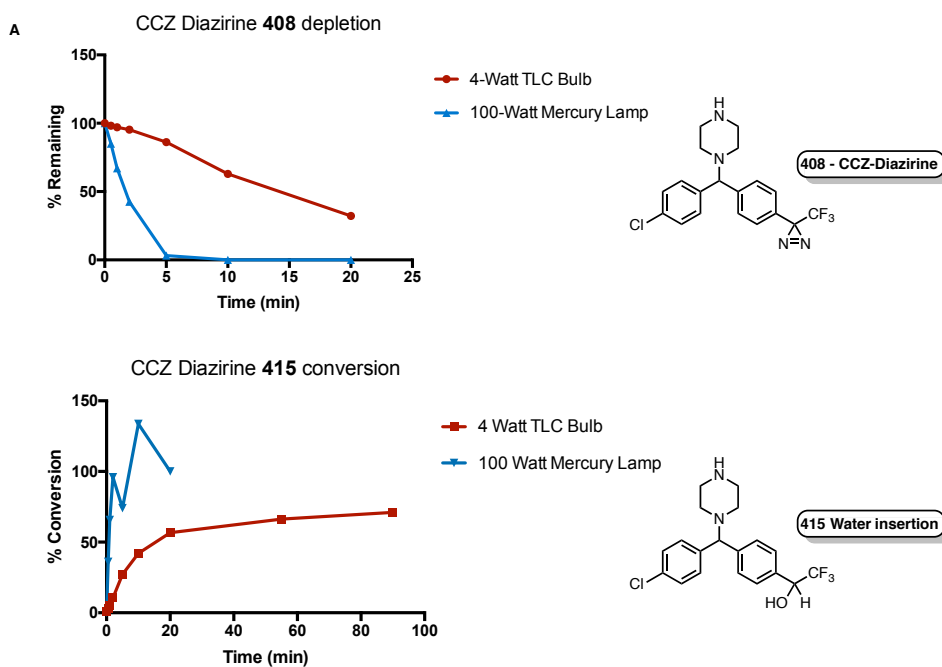 A
CCZ Diazirine 408 depletion
150
100
50
0
% Remaining
0 5 10 15 20 25
Time (min)
4-Watt TLC Bulb
100-Watt Mercury Lamp
H
N
N
Cl
CF3
N=N
408 - CCZ-Diazirine
CCZ Diazirine 415 conversion
150
100
50
0
% Conversion
0 20 40 60 80 100
Time (min)
4 Watt TLC Bulb
100 Watt Mercury Lamp
H
N
N
Cl
CF3
HO H
415 Water insertion